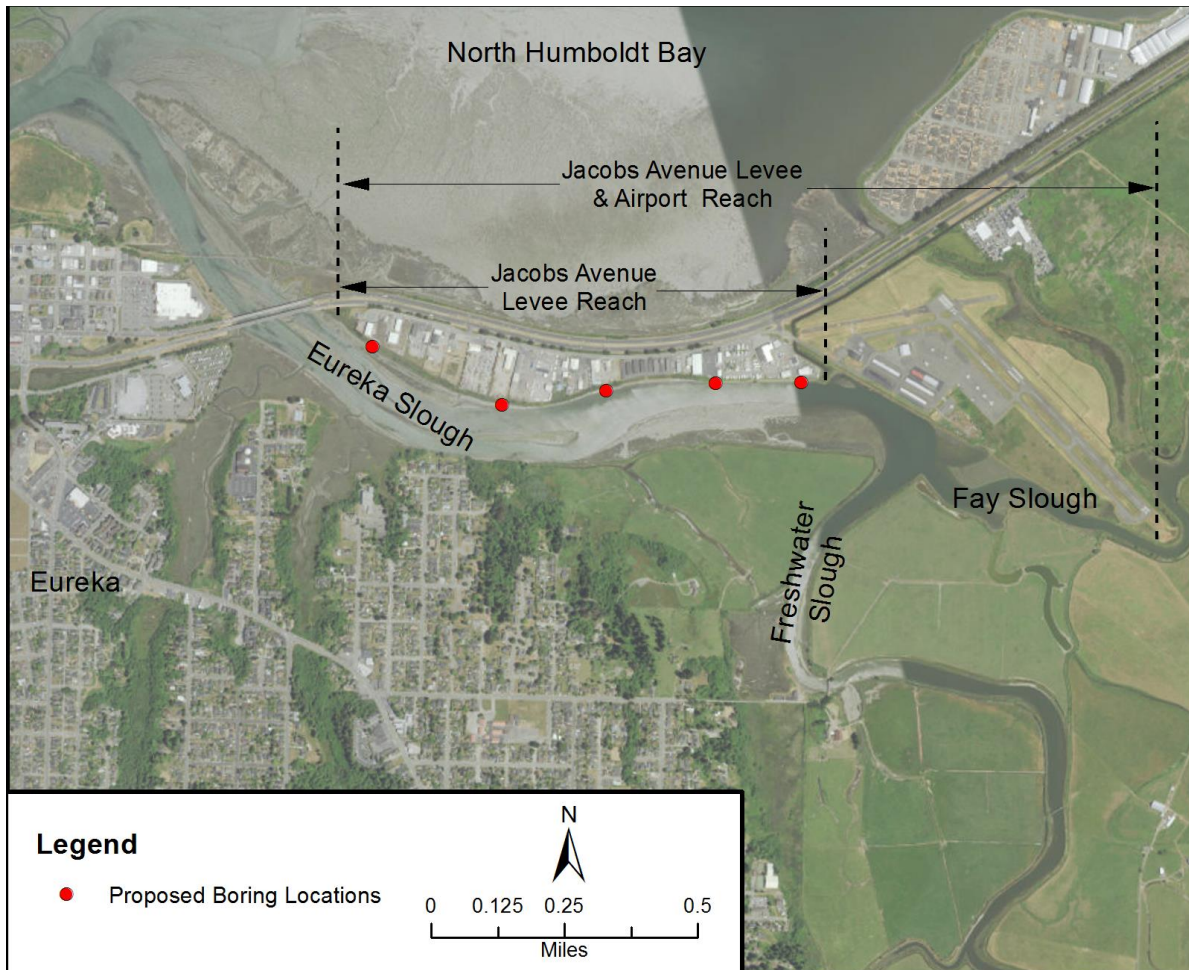 North Humboldt Bay
Jacobs Avenue Levee
& Airport Reach
Jacobs Avenue
Levee Reach
Eureka Slough
Fay Slough
Freshwater
Slough
Eureka
Legend
Proposed Boring Locations
N
0 0.125 0.25 0.5
Miles